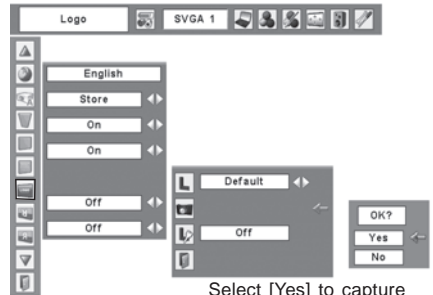 Logo
SVGA 1
English
Store
On
On
Off
Off
Default
Off
OK?
Yes
No
Select [Yes] to capture